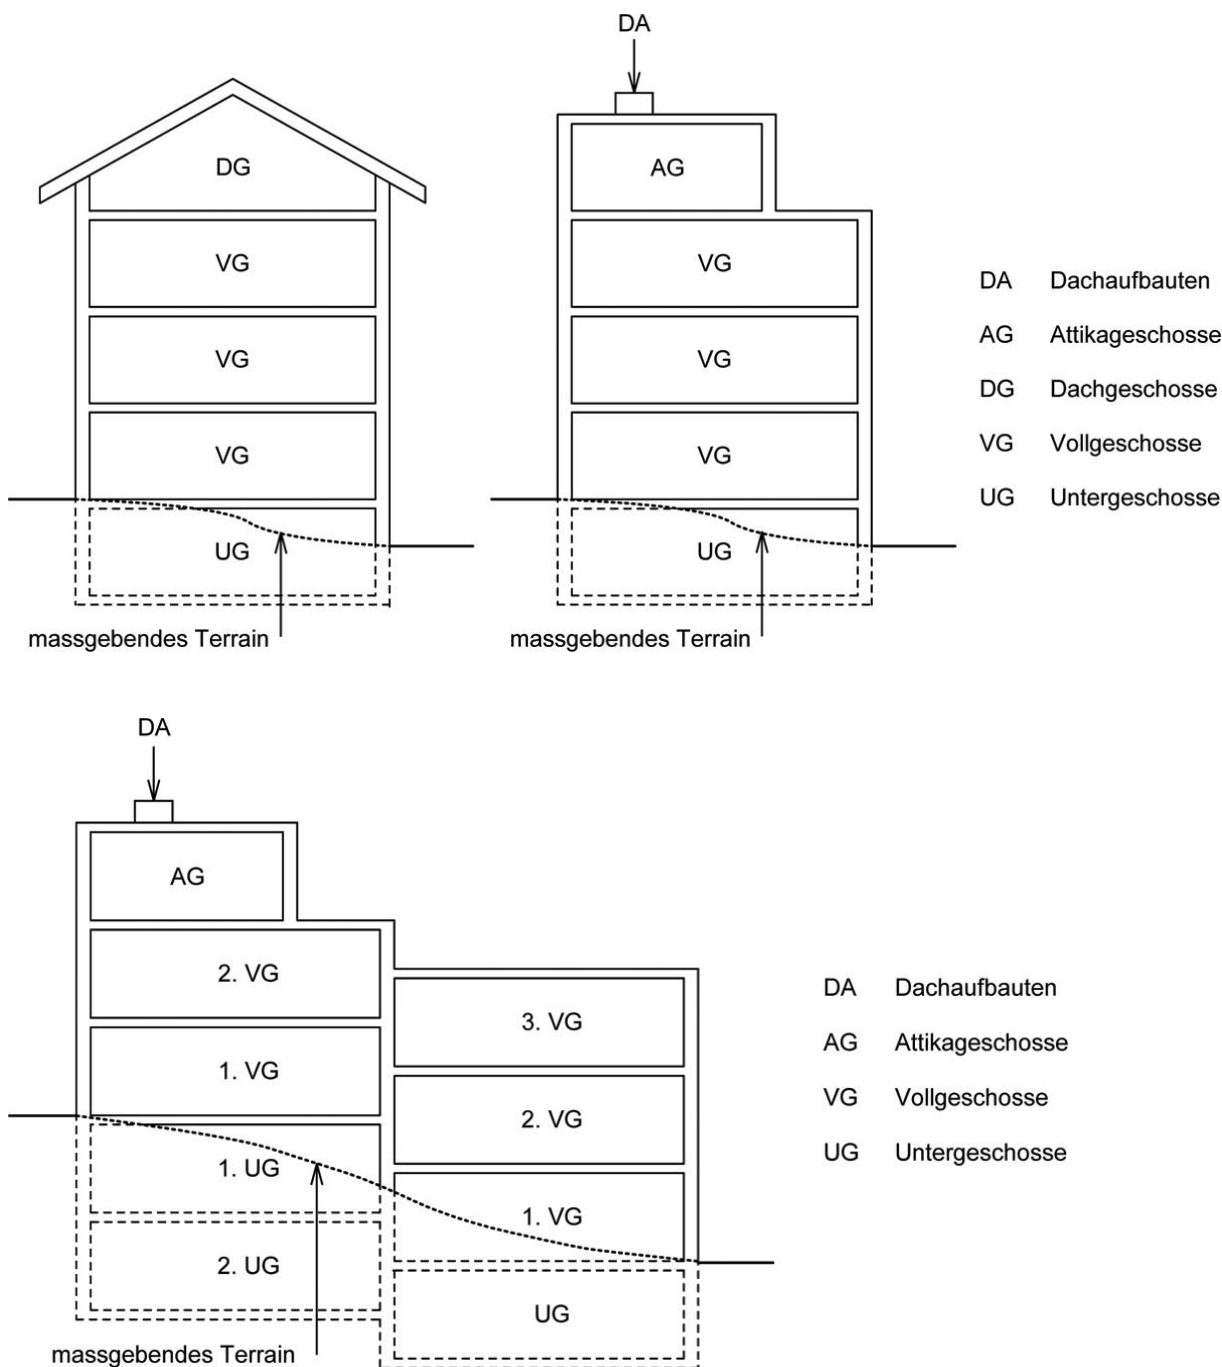 DA
DG
AG
VG
VG
DA Dachaufbauten
VG
VG
AG Attikageschosse
DG Dachgeschosse
VG
VG
VG Vollgeschosse
UG Untergeschosse
UG
UG
massgebendes Terrain
massgebendes Terrain
DA
AG
2. VG
3. VG
1. VG
2. VG
1. UG
1. VG
2. UG
UG
massgebendes Terrain
DA Dachaufbauten
AG Attikageschosse
VG Vollgeschosse
UG Untergeschosse